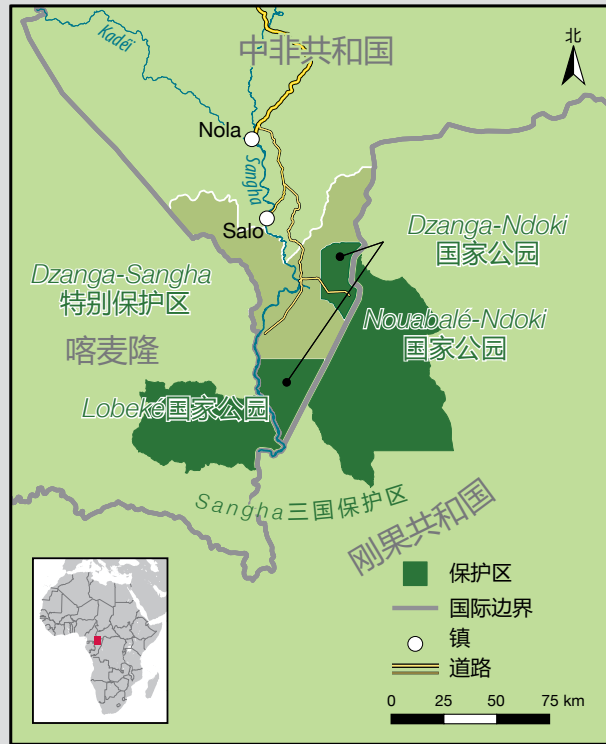 Kadéï
中非共和国
北
Nola
Sangha
Salo
Dzanga-Ndoki
国家公园
Dzanga-Sangha
特别保护区
Nouabalé-Ndoki
国家公园
喀麦隆
Lobeké国家公园
Sangha三国保护区
刚果共和国
保护区
国际边界
镇
道路
0 25 50 75 km